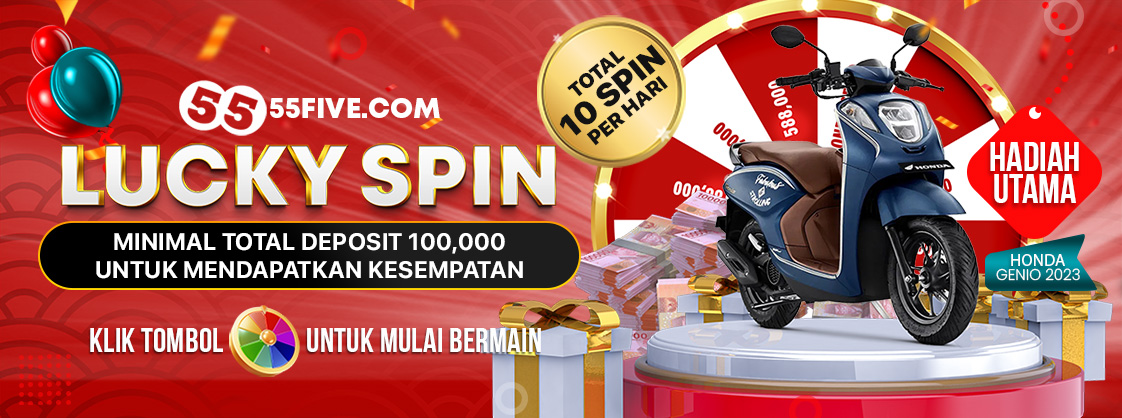 55 55FIVE.COM
LUCKY SPIN
MINIMAL TOTAL DEPOSIT 100,000
UNTUK MENDAPATKAN KESEMPATAN
KLIK TOMBOL UNTUK MULAI BERMAIN
TOTAL
10 SPIN
PER HARI
588,000
HONDA
HADIAH
UTAMA
HONDA
GENIO 2023